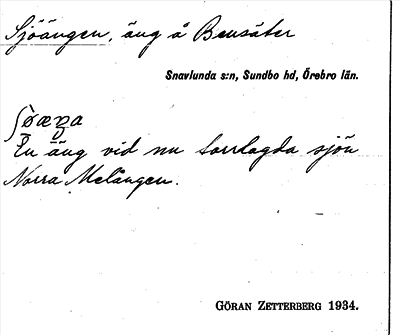 Sjöängen, äng å Bensäter
Snavlunda s:n, Sundbo hd, Örebro län.
En äng vid nu torrlagda sjön
Norra Melången.
GÖRAN ZETTERBERG 1934.